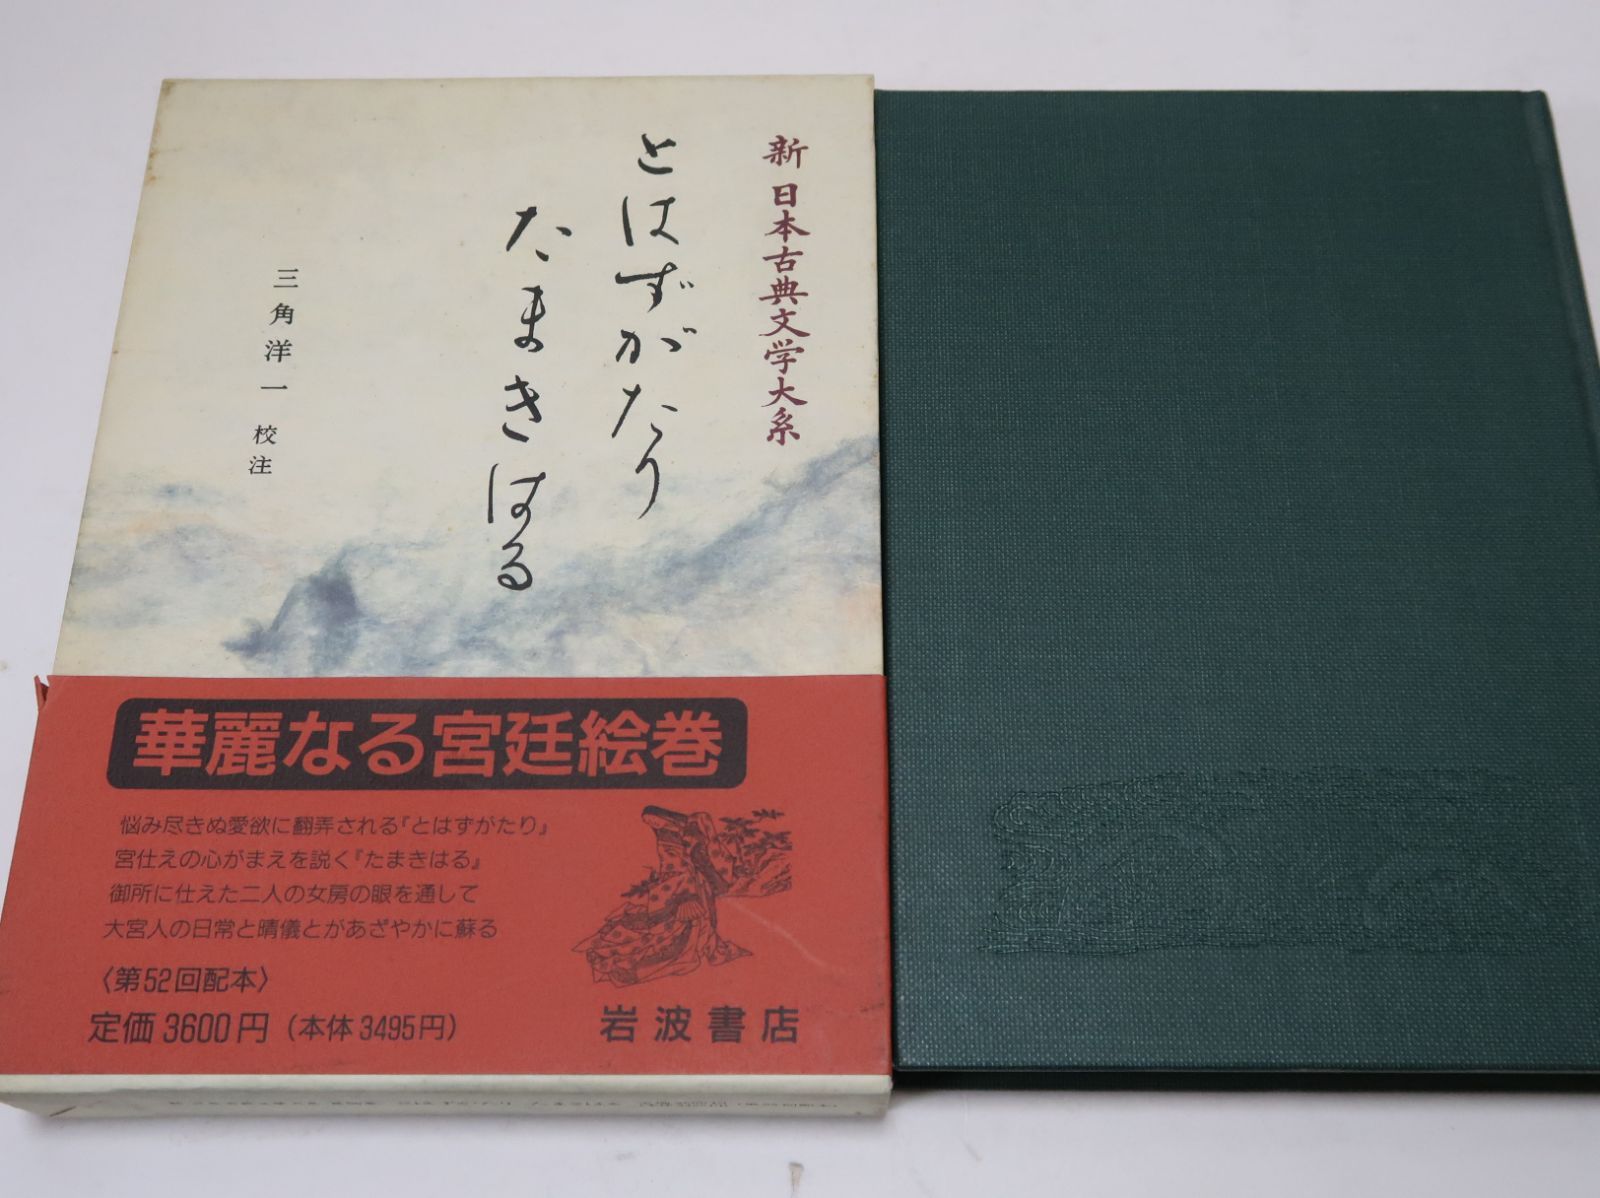 新 日本古典文学大系
とはずがたり
たまきはる
三角洋一 校注
華麗なる宮廷絵巻
悩み尽きぬ愛欲に翻弄される『とはずがたり』
宮仕えの心がまえを説く『たまきはる』
御所に仕えた二人の女房の眼を通して
大宮人の日常と晴儀とがあざやかに蘇る
〈第52回配本〉
定価 3600円（本体 3495円）
岩波書店